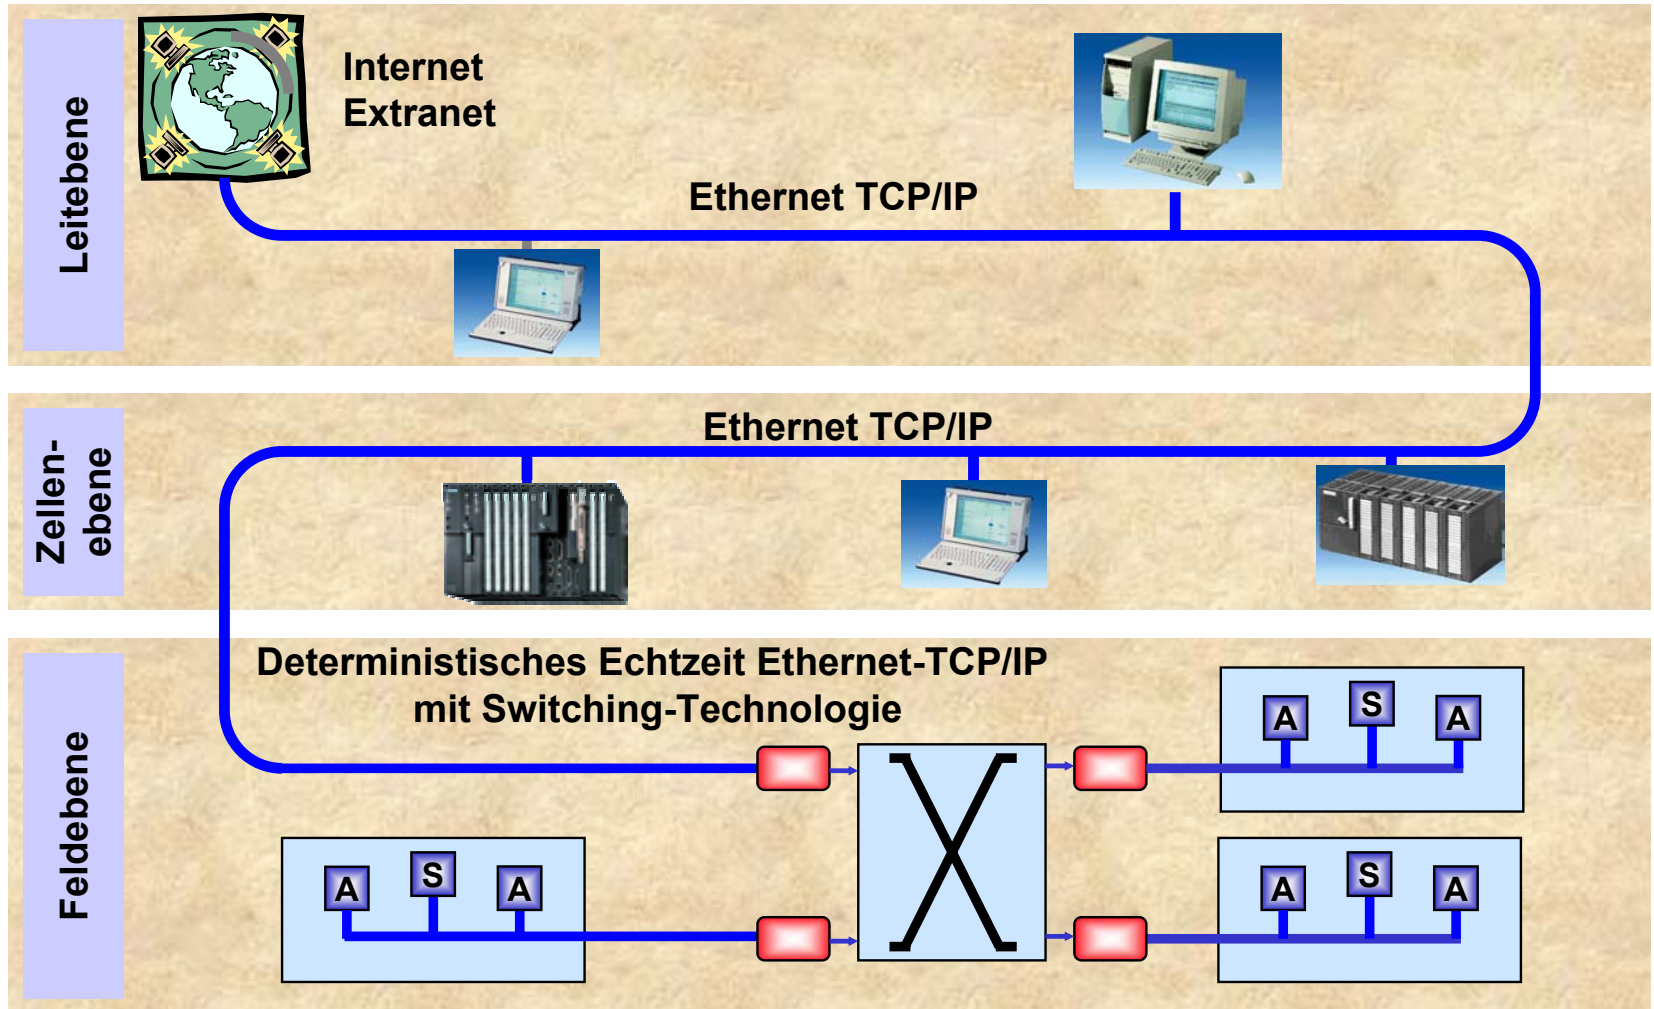 Leitebene
Internet
Extranet
Ethernet TCP/IP
Zellen-
ebene
Ethernet TCP/IP
Feldebene
Deterministisches Echtzeit Ethernet-TCP/IP
mit Switching-Technologie
A S A
A S A
A S A